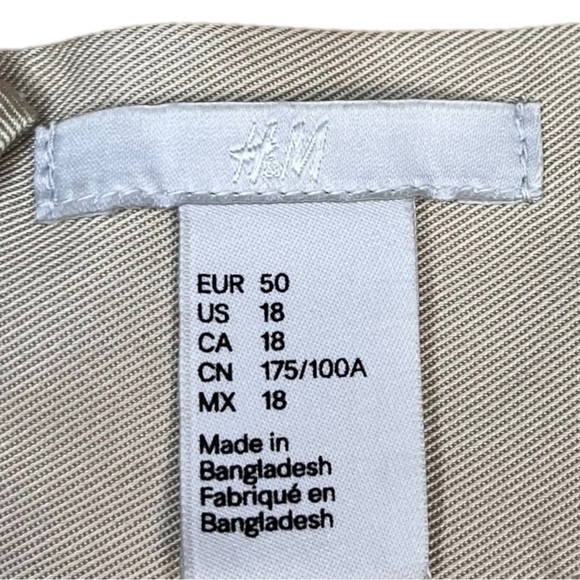 H&M
EUR 50
US 18
CA 18
CN 175/100A
MX 18
Made in
Bangladesh
Fabriqué en
Bangladesh